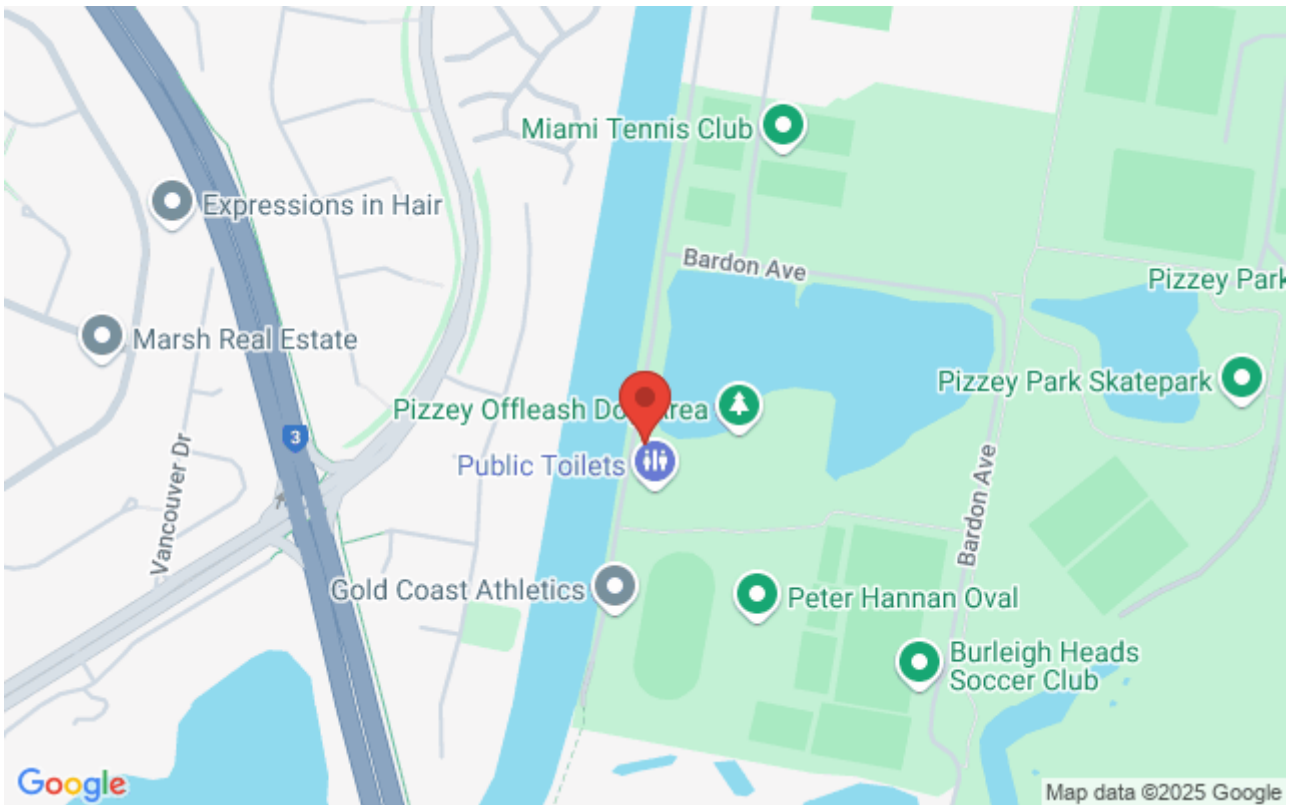 Miami Tennis Club
Expressions in Hair
Bardon Ave
Pizzey Park
Marsh Real Estate
Pizzey Park Skatepark
Pizzey Offleash Do Area
3
Public Toilets
Vancouver Dr
Bardon Ave
Gold Coast Athletics
Peter Hannan Oval
Burleigh Heads
Soccer Club
Google
Map data ©2025 Google